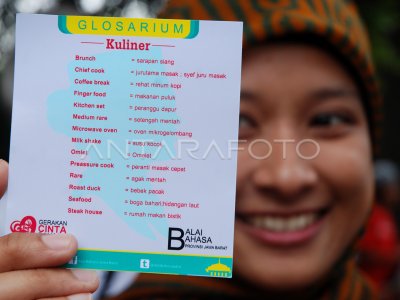 GLOSARIUM
Kuliner
Brunch = sarapan siang
Chief cook = jurutama masak ; syef juru masak
Coffee break = rehat minum kopi
Finger food = makanan puluk
Kitchen set = peranggu dapur
Medium rare = setengah mentah
Microwave oven = oven mikrogelombang
Milk shake = susu kocok
Omlet = Omelet
Preassure cook = peranti masak cepat
Rare = agak mentah
Roast duck = bebek pacak
Seafood = boga bahari,hidangan laut
Steak house = rumah makan bistik
ANTARAFOTO
GERAKAN
CINTA
BALAI
BAHASA
PROVINSI JAWA BARAT